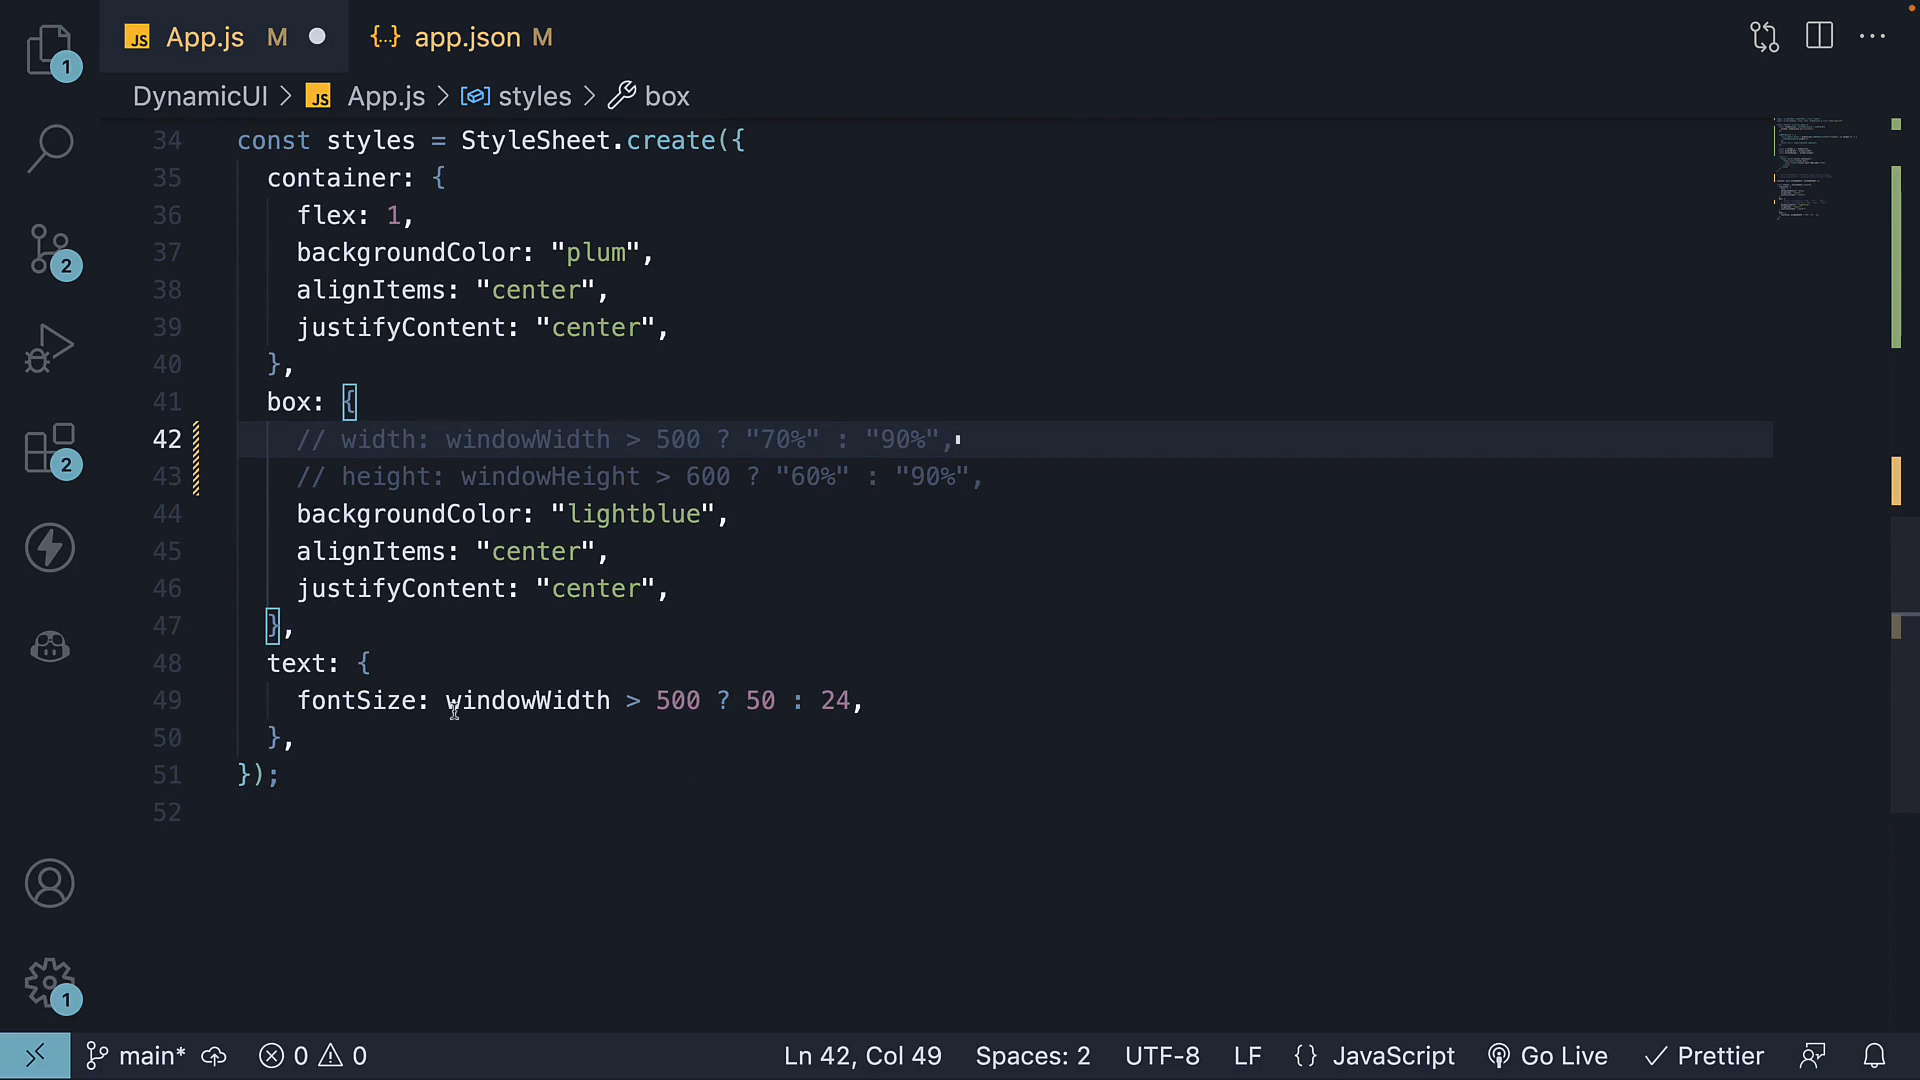 JS App.js M
{...} app.json M
DynamicUI > JS App.js > styles > box
34 const styles = StyleSheet.create({
35 container: {
36 flex: 1,
37 backgroundColor: "plum",
38 alignItems: "center",
39 justifyContent: "center",
40 },
41 box: {
42 // width: windowWidth > 500 ? "70%" : "90%",
43 // height: windowHeight > 600 ? "60%" : "90%",
44 backgroundColor: "lightblue",
45 alignItems: "center",
46 justifyContent: "center",
47 },
48 text: {
49 fontSize: windowWidth > 500 ? 50 : 24,
50 },
51 });
52
1
2
2
1
main* 0 0 Ln 42, Col 49 Spaces: 2 UTF-8 LF {} JavaScript Go Live Prettier